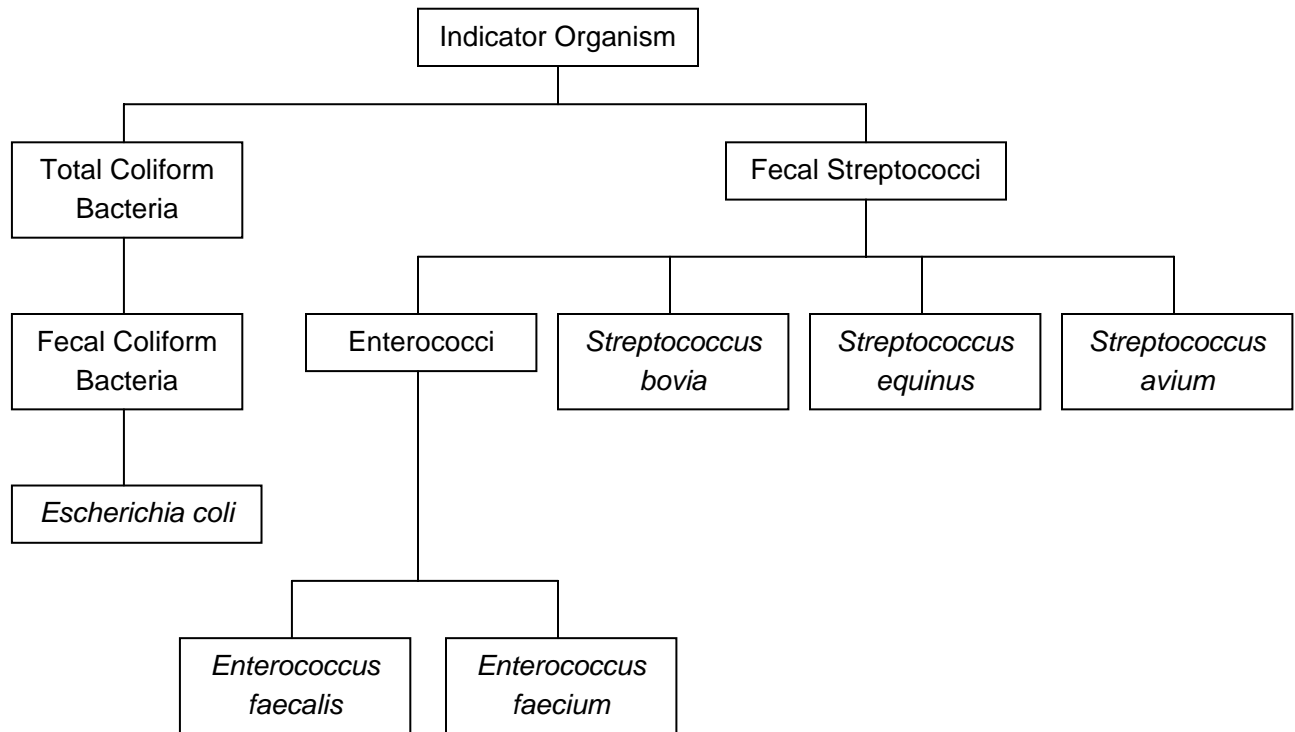 Indicator Organism
Total Coliform
Bacteria
Fecal Streptococci
Fecal Coliform
Bacteria
Enterococci
Streptococcus
bovia
Streptococcus
equinus
Streptococcus
avium
Escherichia coli
Enterococcus
faecalis
Enterococcus
faecium